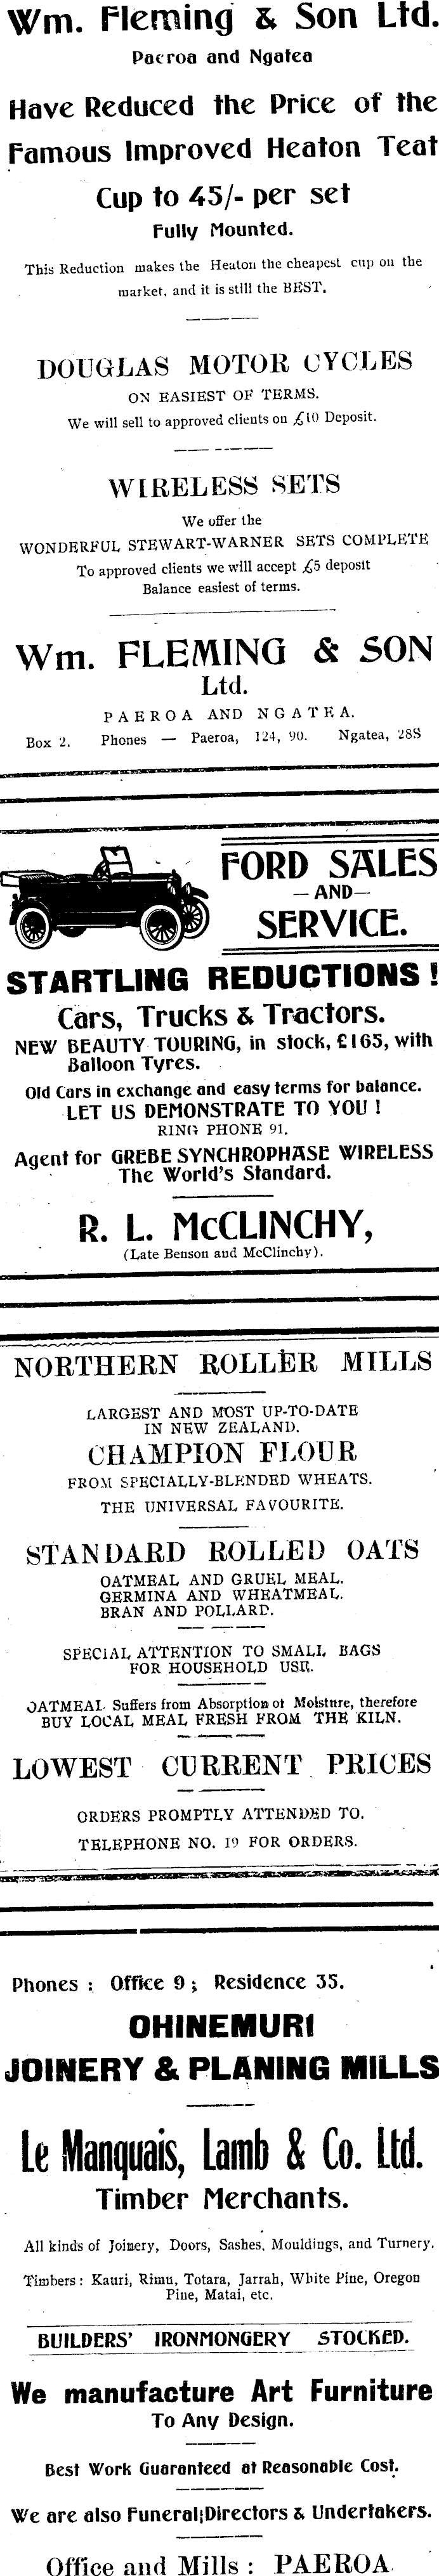 Wm. Fleming & Son Ltd.
Paeroa and Ngatea
Have Reduced the Price of the
Famous Improved Heaton Teat
Cup to 45/- per set
Fully Mounted.
This Reduction makes the Heaton the cheapest cup on the
market, and it is still the BEST.
DOUGLAS MOTOR CYCLES
ON EASIEST OF TERMS.
We will sell to approved clients on £10 Deposit.
WIRELESS SETS
We offer the
WONDERFUL STEWART-WARNER SETS COMPLETE
To approved clients we will accept £5 deposit
Balance easiest of terms.
Wm. FLEMING & SON
Ltd.
PAEROA AND NGATEA.
Box 2. Phones — Paeroa, 124, 90. Ngatea, 28S
FORD SALES
—AND—
SERVICE.
STARTLING REDUCTIONS !
Cars, Trucks & Tractors.
NEW BEAUTY TOURING, in stock, £165, with
Balloon Tyres.
Old Cars in exchange and easy terms for balance.
LET US DEMONSTRATE TO YOU !
RING PHONE 91.
Agent for GREBE SYNCHROPHASE WIRELESS
The World's Standard.
R. L. McCLINCHY,
(Late Benson and McClinchy).
NORTHERN ROLLER MILLS
LARGEST AND MOST UP-TO-DATE
IN NEW ZEALAND.
CHAMPION FLOUR
FROM SPECIALLY-BLENDED WHEATS.
THE UNIVERSAL FAVOURITE.
STANDARD ROLLED OATS
OATMEAL AND GRUEL MEAL.
GERMINA AND WHEATMEAL.
BRAN AND POLLARD.
SPECIAL ATTENTION TO SMALL BAGS
FOR HOUSEHOLD USE.
OATMEAL Suffers from Absorption of Moisture, therefore
BUY LOCAL MEAL FRESH FROM THE KILN.
LOWEST CURRENT PRICES
ORDERS PROMPTLY ATTENDED TO.
TELEPHONE NO. 19 FOR ORDERS.
Phones : Office 9 ; Residence 35.
OHINEMURI
JOINERY & PLANING MILLS
Le Manquais, Lamb & Co. Ltd.
Timber Merchants.
All kinds of Joinery, Doors, Sashes, Mouldings, and Turnery.
Timbers : Kauri, Rimu, Totara, Jarrah, White Pine, Oregon
Pine, Matai, etc.
BUILDERS' IRONMONGERY STOCKED.
We manufacture Art Furniture
To Any Design.
Best Work Guaranteed at Reasonable Cost.
We are also Funeral Directors & Undertakers.
Office and Mills : PAEROA